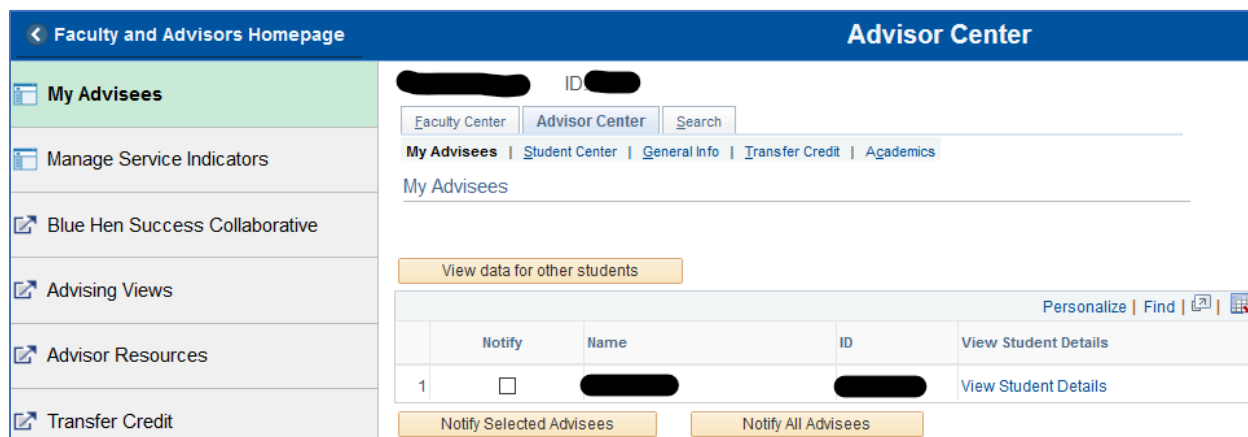 Faculty and Advisors Homepage
Advisor Center
My Advisees
Manage Service Indicators
Blue Hen Success Collaborative
Advising Views
Advisor Resources
Transfer Credit
ID:
Faculty Center Advisor Center Search
My Advisees | Student Center | General Info | Transfer Credit | Academics
My Advisees
View data for other students
Personalize | Find | |
Notify Name ID View Student Details
1 View Student Details
Notify Selected Advisees Notify All Advisees